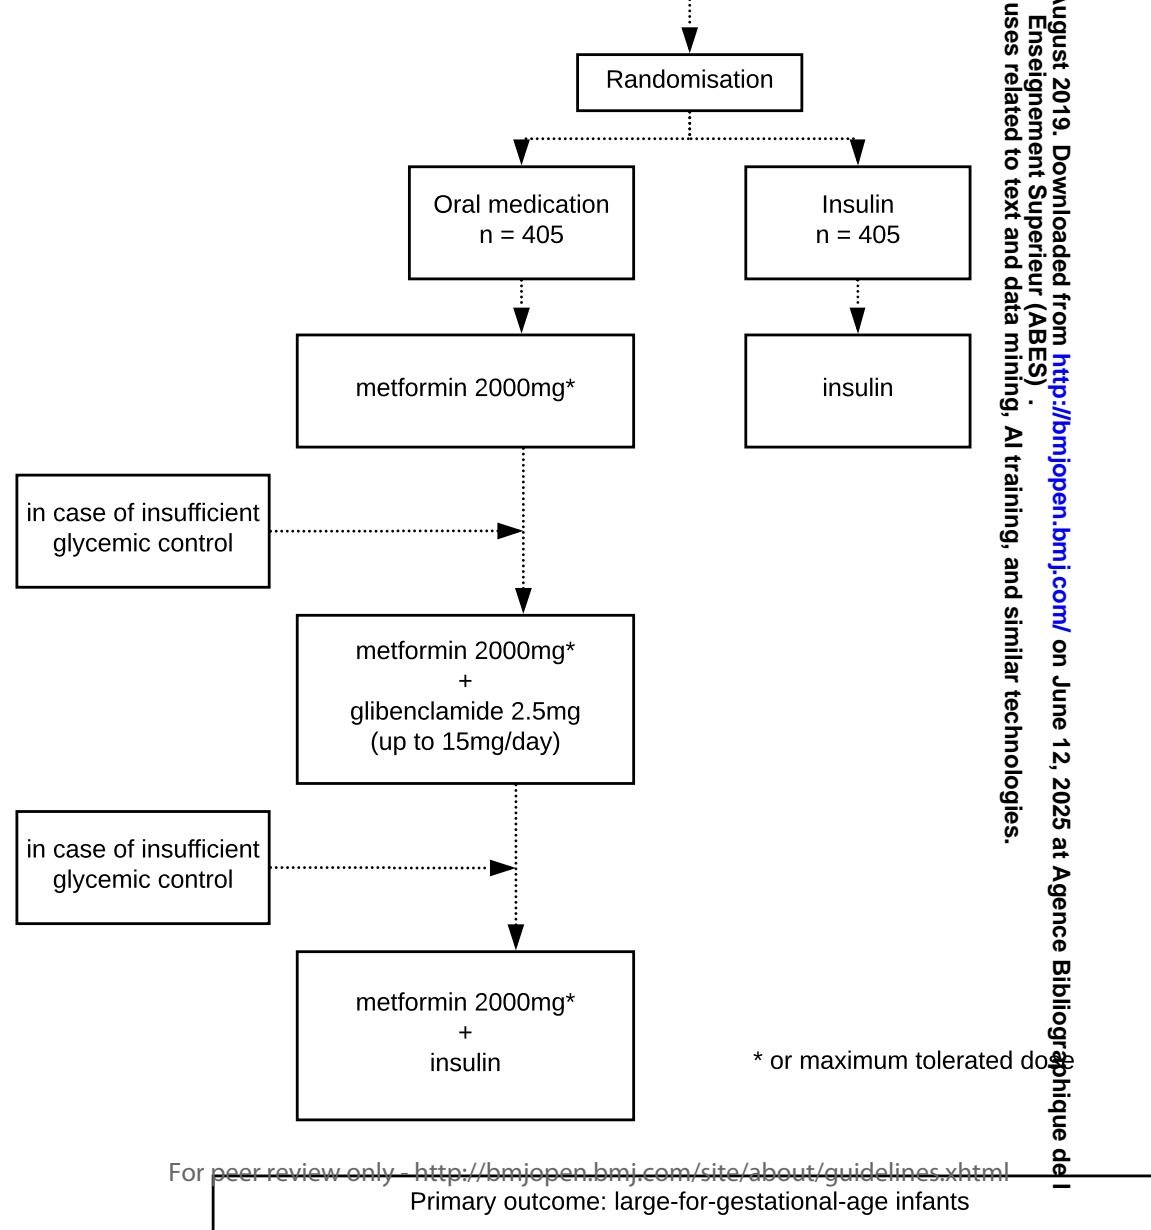 Randomisation
Oral medication
n = 405
Insulin
n = 405
metformin 2000mg*
insulin
in case of insufficient
glycemic control
metformin 2000mg*
+
glibenclamide 2.5mg
(up to 15mg/day)
in case of insufficient
glycemic control
metformin 2000mg*
+
insulin
* or maximum tolerated dose
For peer review only - http://bmjopen.bmj.com/site/about/guidelines.xhtml
Primary outcome: large-for-gestational-age infants
August 2019. Downloaded from http://bmjopen.bmj.com/ on June 12, 2025 at Agence Bibliographique de l
Enseignement Superieur (ABES) .
uses related to text and data mining, AI training, and similar technologies.